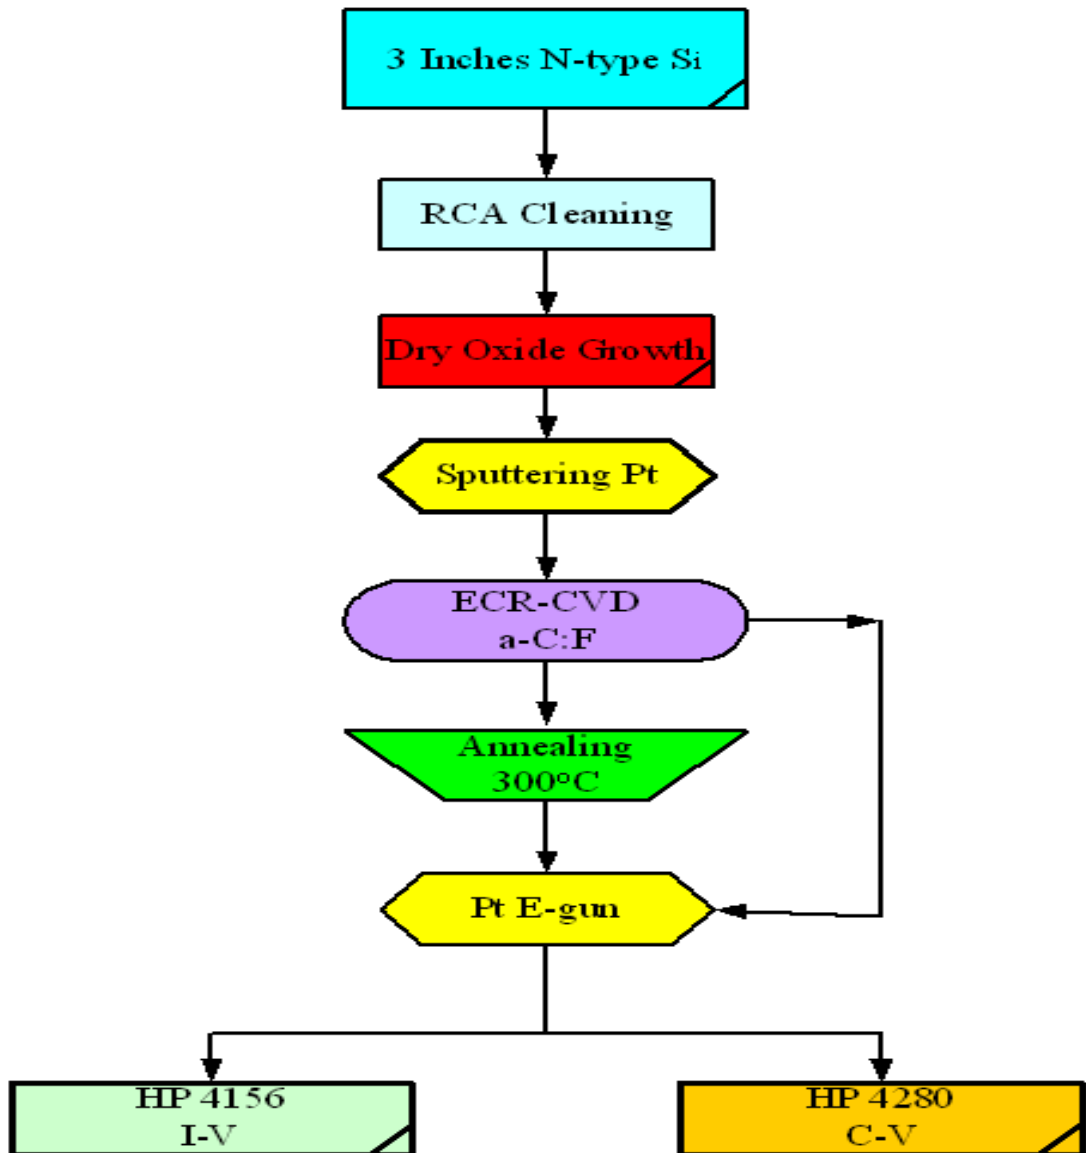 3 Inches N-type Si
RCA Cleaning
Dry Oxide Growth
Sputtering Pt
ECR-CVD
a-C:F
Annealing
300°C
Pt E-gun
HP 4156
I-V
HP 4280
C-V